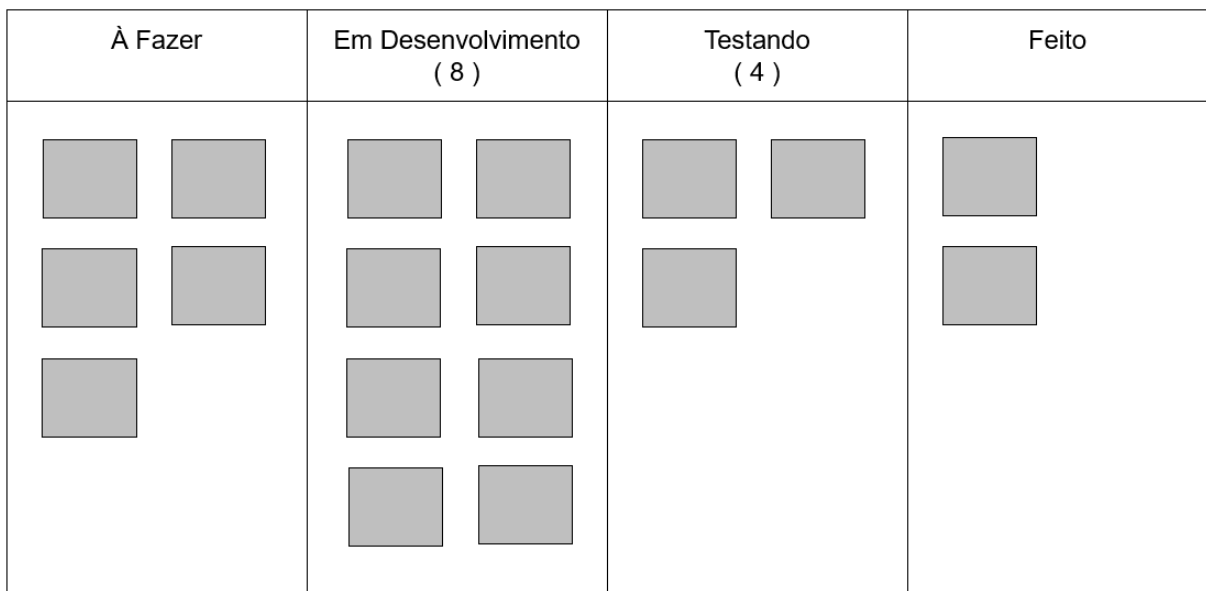 À Fazer
Em Desenvolvimento
( 8 )
Testando
( 4 )
Feito